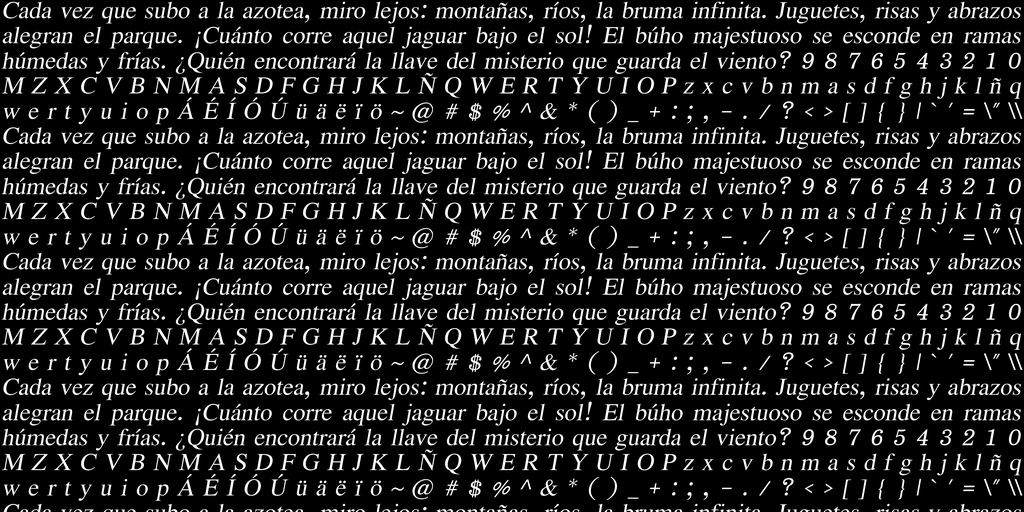 Cada vez que subo a la azotea, miro lejos: montañas, ríos, la bruma infinita. Juguetes, risas y abrazos
alegran el parque. ¡Cuánto corre aquel jaguar bajo el sol! El búho majestuoso se esconde en ramas
húmedas y frías. ¿Quién encontrará la llave del misterio que guarda el viento? 9 8 7 6 5 4 3 2 1 0
M Z X C V B N M A S D F G H J K L Ñ Q W E R T Y U I O P z x c v b n m a s d f g h j k l ñ q
w e r t y u i o p Á É Í Ó Ú ü ä ë ï ö ~ @ # $ % ^ & * ( ) _ + : ; , - . / ? < > [ ] { } | ` ′ = \" \\
Cada vez que subo a la azotea, miro lejos: montañas, ríos, la bruma infinita. Juguetes, risas y abrazos
alegran el parque. ¡Cuánto corre aquel jaguar bajo el sol! El búho majestuoso se esconde en ramas
húmedas y frías. ¿Quién encontrará la llave del misterio que guarda el viento? 9 8 7 6 5 4 3 2 1 0
M Z X C V B N M A S D F G H J K L Ñ Q W E R T Y U I O P z x c v b n m a s d f g h j k l ñ q
w e r t y u i o p Á É Í Ó Ú ü ä ë ï ö ~ @ # $ % ^ & * ( ) _ + : ; , - . / ? < > [ ] { } | ` ′ = \" \\
Cada vez que subo a la azotea, miro lejos: montañas, ríos, la bruma infinita. Juguetes, risas y abrazos
alegran el parque. ¡Cuánto corre aquel jaguar bajo el sol! El búho majestuoso se esconde en ramas
húmedas y frías. ¿Quién encontrará la llave del misterio que guarda el viento? 9 8 7 6 5 4 3 2 1 0
M Z X C V B N M A S D F G H J K L Ñ Q W E R T Y U I O P z x c v b n m a s d f g h j k l ñ q
w e r t y u i o p Á É Í Ó Ú ü ä ë ï ö ~ @ # $ % ^ & * ( ) _ + : ; , - . / ? < > [ ] { } | ` ′ = \" \\
Cada vez que subo a la azotea, miro lejos: montañas, ríos, la bruma infinita. Juguetes, risas y abrazos
alegran el parque. ¡Cuánto corre aquel jaguar bajo el sol! El búho majestuoso se esconde en ramas
húmedas y frías. ¿Quién encontrará la llave del misterio que guarda el viento? 9 8 7 6 5 4 3 2 1 0
M Z X C V B N M A S D F G H J K L Ñ Q W E R T Y U I O P z x c v b n m a s d f g h j k l ñ q
w e r t y u i o p Á É Í Ó Ú ü ä ë ï ö ~ @ # $ % ^ & * ( ) _ + : ; , - . / ? < > [ ] { } | ` ′ = \" \\